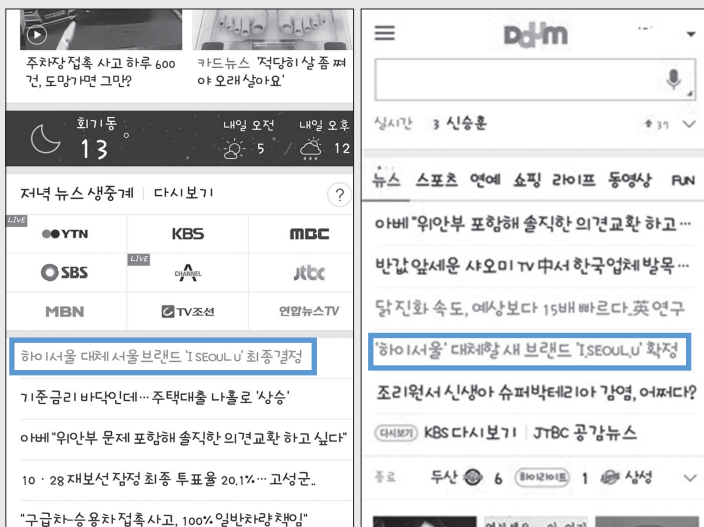 주차장 접촉 사고 하루 600
건, 도망가면 그만?
카드뉴스 '적당히 살 좀 쪄
야 오래 살아요'
회기동
13°
내일 오전
5
/
내일 오후
12
저녁 뉴스 생중계 | 다시보기
?
LIVE
YTN
KBS
MBC
SBS
LIVE
CHANNEL A
jtbc
MBN
TV조선
연합뉴스TV
하이서울 대체 서울 브랜드 'I SEOUL U' 최종결정
기준금리 바닥인데… 주택대출 나홀로 '상승'
아베 "위안부 문제 포함해 솔직한 의견교환 하고 싶다"
10·28 재보선 잠정 최종 투표율 20.1%… 고성군..
"구급차-승용차 접촉사고, 100% 일반차량 책임"
Daum
실시간 3 신승훈
37
뉴스 스포츠 연예 쇼핑 라이프 동영상 FUN
아베 "위안부 포함해 솔직한 의견교환 하고…
반값 앞세운 샤오미 TV 中서 한국업체 발목…
닭 진화 속도, 예상보다 15배 빠르다_英 연구
'하이서울' 대체할 새 브랜드 'I.SEOUL.U' 확정
조리원서 신생아 슈퍼박테리아 감염, 어쩌다?
다시보기 KBS 다시보기 | JTBC 공감뉴스
종료 두산 6 하이라이트 1 삼성